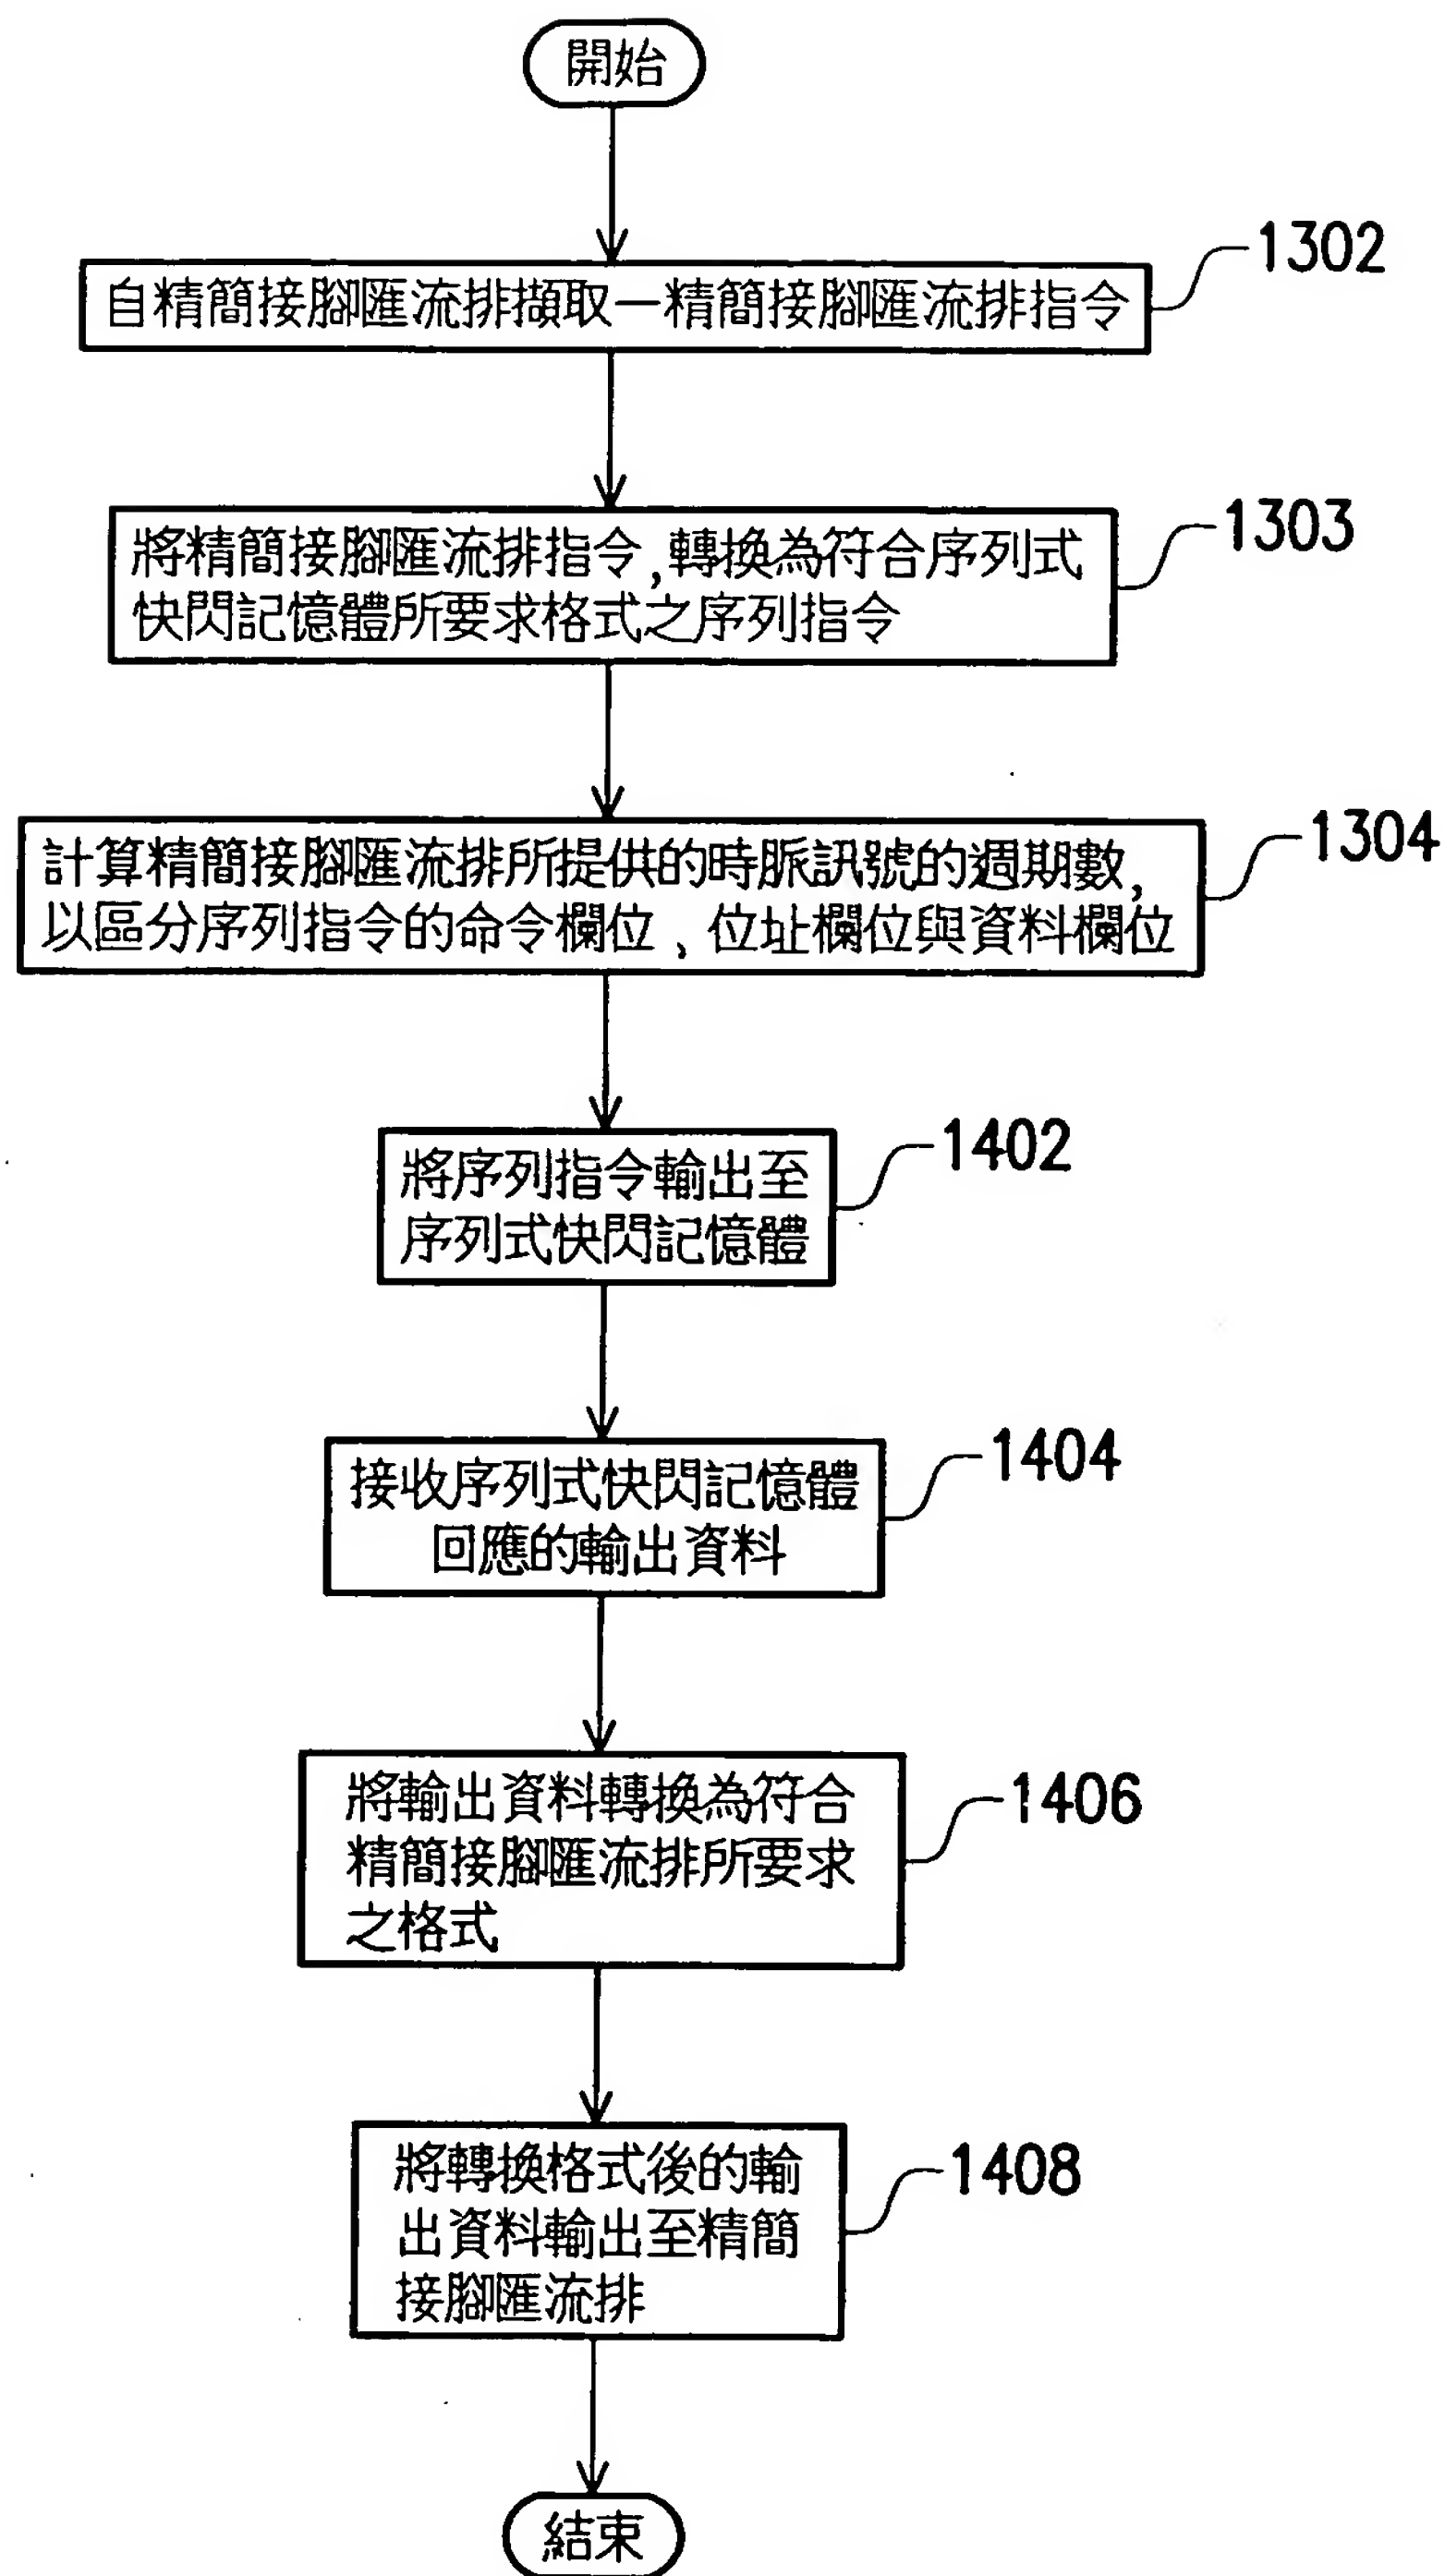 開始
1302
自精簡接腳匯流排擷取一精簡接腳匯流排指令
1303
將精簡接腳匯流排指令,轉換為符合序列式
快閃記憶體所要求格式之序列指令
1304
計算精簡接腳匯流排所提供的時脈訊號的週期數,
以區分序列指令的命令欄位、位址欄位與資料欄位
1402
將序列指令輸出至
序列式快閃記憶體
1404
接收序列式快閃記憶體
回應的輸出資料
1406
將輸出資料轉換為符合
精簡接腳匯流排所要求
之格式
1408
將轉換格式後的輸
出資料輸出至精簡
接腳匯流排
結束